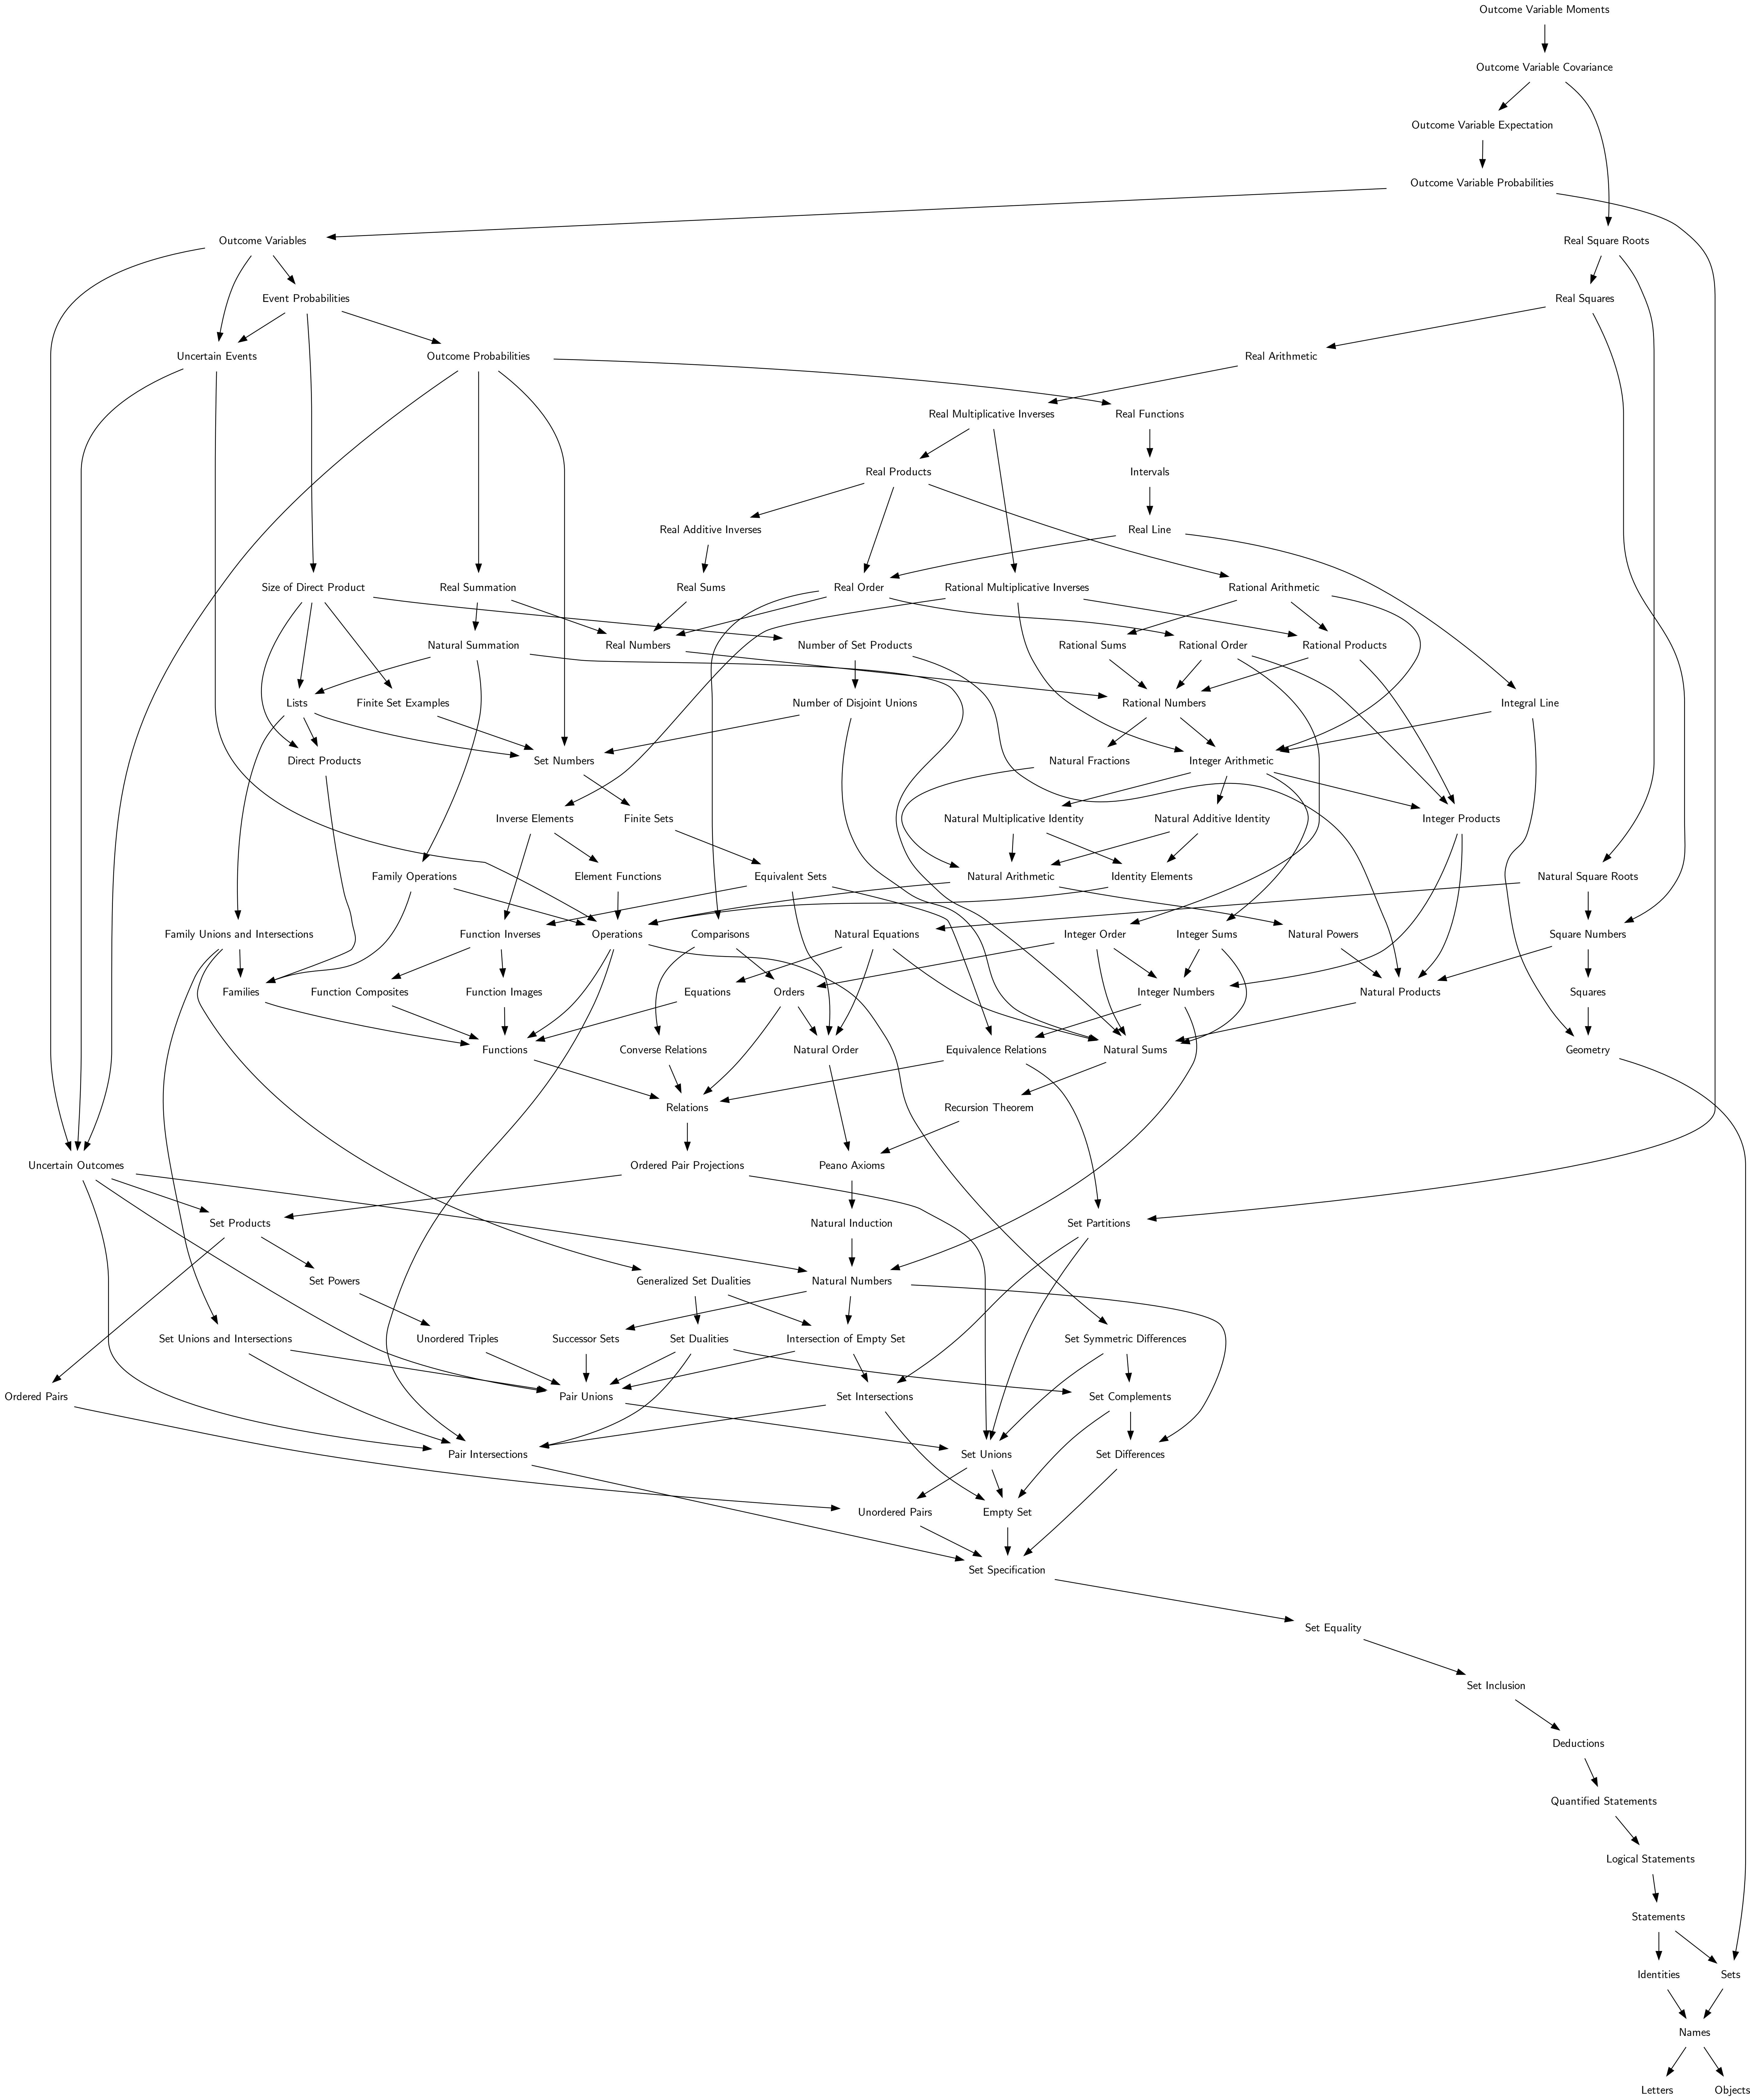 Outcome Variable Moments
Outcome Variable Covariance
Outcome Variable Expectation
Outcome Variable Probabilities
Outcome Variables
Real Square Roots
Event Probabilities
Real Squares
Uncertain Events
Outcome Probabilities
Real Arithmetic
Real Multiplicative Inverses
Real Functions
Real Products
Intervals
Real Additive Inverses
Real Line
Size of Direct Product
Real Summation
Real Sums
Real Order
Rational Multiplicative Inverses
Rational Arithmetic
Natural Summation
Real Numbers
Number of Set Products
Rational Sums
Rational Order
Rational Products
Lists
Finite Set Examples
Number of Disjoint Unions
Rational Numbers
Integral Line
Direct Products
Set Numbers
Natural Fractions
Integer Arithmetic
Inverse Elements
Finite Sets
Natural Multiplicative Identity
Natural Additive Identity
Integer Products
Family Operations
Element Functions
Equivalent Sets
Natural Arithmetic
Identity Elements
Natural Square Roots
Family Unions and Intersections
Function Inverses
Operations
Comparisons
Natural Equations
Integer Order
Integer Sums
Natural Powers
Square Numbers
Families
Function Composites
Function Images
Equations
Orders
Integer Numbers
Natural Products
Squares
Functions
Converse Relations
Natural Order
Equivalence Relations
Natural Sums
Geometry
Relations
Recursion Theorem
Uncertain Outcomes
Ordered Pair Projections
Peano Axioms
Set Products
Natural Induction
Set Partitions
Set Powers
Generalized Set Dualities
Natural Numbers
Set Unions and Intersections
Unordered Triples
Successor Sets
Set Dualities
Intersection of Empty Set
Set Symmetric Differences
Ordered Pairs
Pair Unions
Set Intersections
Set Complements
Pair Intersections
Set Unions
Set Differences
Unordered Pairs
Empty Set
Set Specification
Set Equality
Set Inclusion
Deductions
Quantified Statements
Logical Statements
Statements
Identities
Sets
Names
Letters
Objects